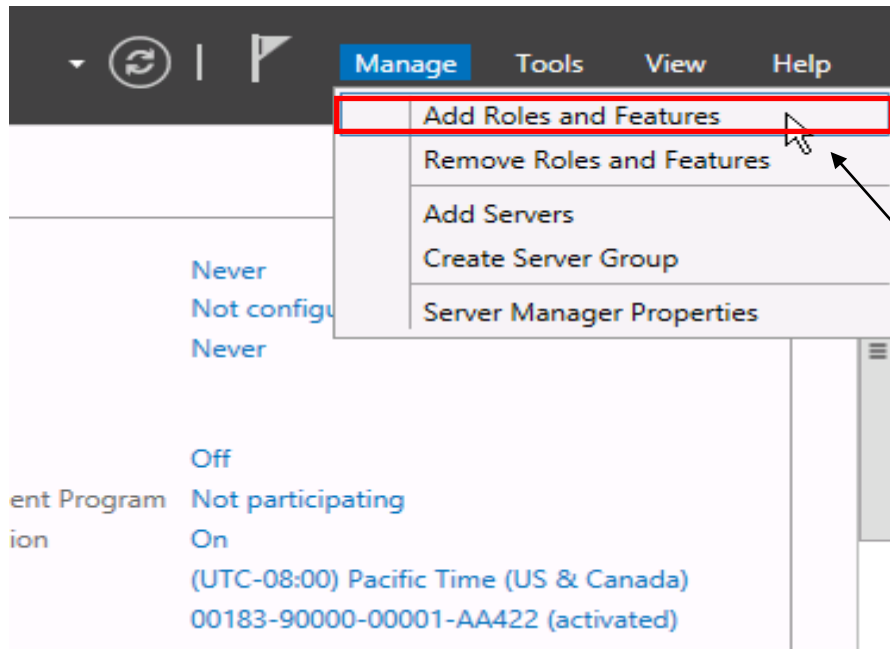 Manage Tools View Help
Add Roles and Features
Remove Roles and Features
Add Servers
Create Server Group
Server Manager Properties
Never
Not configu
Never
Off
ent Program Not participating
ion On
(UTC-08:00) Pacific Time (US & Canada)
00183-90000-00001-AA422 (activated)